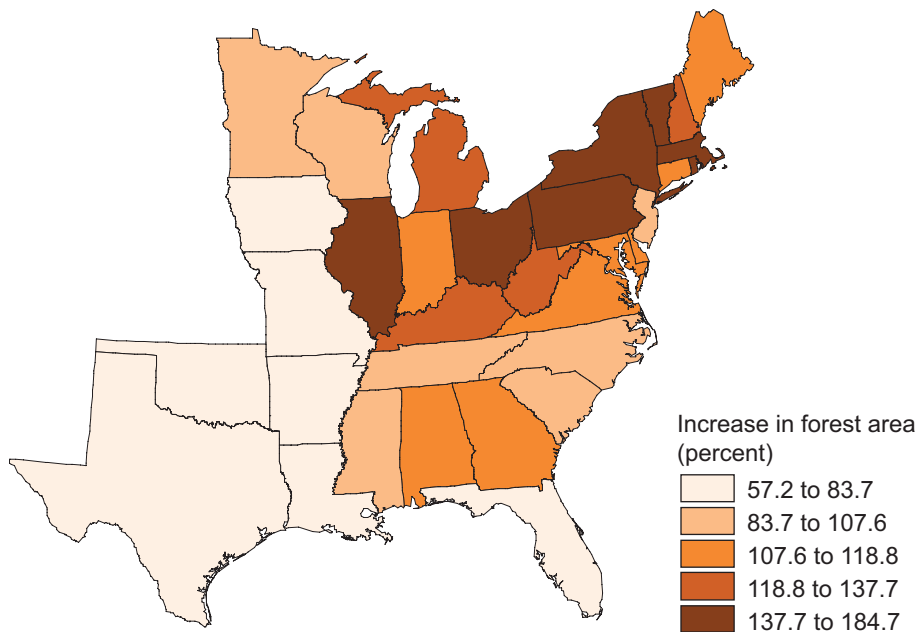 Increase in forest area
(percent)
57.2 to 83.7
83.7 to 107.6
107.6 to 118.8
118.8 to 137.7
137.7 to 184.7